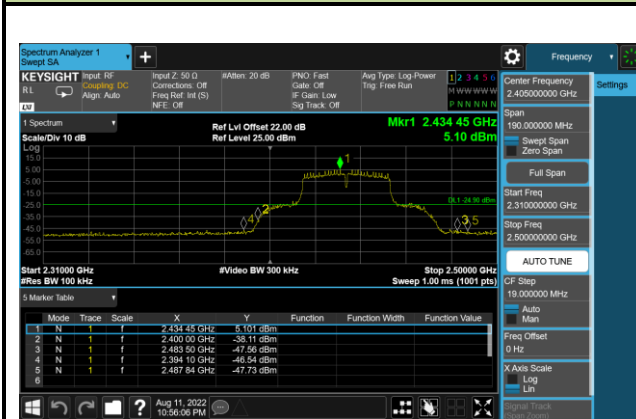 Spectrum Analyzer 1
Swept SA
Frequency
KEYSIGHT
Input: RF
Coupling: DC
Align: Auto
Input Z: 50 Ω
Corrections: Off
Freq Ref: Int (S)
NFE: Off
#Atten: 20 dB
PNO: Fast
Gate: Off
IF Gain: Low
Sig Track: Off
Avg Type: Log-Power
Trig: Free Run
1 2 3 4 5 6
M W W W W W
P N N N N N
R L
LXI
Center Frequency
2.405000000 GHz
Settings
Span
190.000000 MHz
Swept Span
Zero Span
Full Span
Start Freq
2.310000000 GHz
Stop Freq
2.500000000 GHz
AUTO TUNE
CF Step
19.000000 MHz
Auto
Man
Freq Offset
0 Hz
X Axis Scale
Log
Lin
Signal Track
(Span Zoom)
1 Spectrum
Scale/Div 10 dB
Ref Lvl Offset 22.00 dB
Ref Level 25.00 dBm
Mkr1 2.434 45 GHz
5.10 dBm
Log
15.0
5.00
-5.00
-15.0
-25.0
-35.0
-45.0
-55.0
-65.0
1
DL1 -24.90 dBm
2
4
3
5
Start 2.31000 GHz
#Res BW 100 kHz
#Video BW 300 kHz
Stop 2.50000 GHz
Sweep 1.00 ms (1001 pts)
5 Marker Table
Mode Trace Scale X Y Function Function Width Function Value
1 N 1 f 2.434 45 GHz 5.101 dBm
2 N 1 f 2.400 00 GHz -38.11 dBm
3 N 1 f 2.483 50 GHz -47.56 dBm
4 N 1 f 2.394 10 GHz -46.54 dBm
5 N 1 f 2.487 84 GHz -47.73 dBm
6
Aug 11, 2022
10:56:06 PM